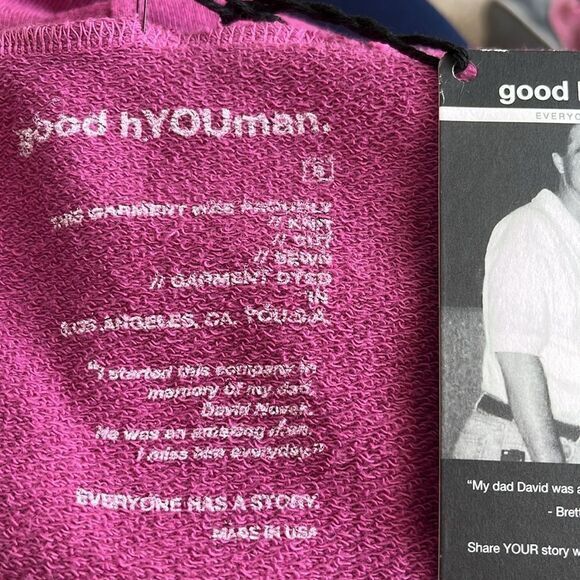 good hYOUman.
S
THIS GARMENT WAS PROUDLY
// KNIT
// CUT
// SEWN
// GARMENT DYED
IN
LOS ANGELES, CA. YOU.S.A.
"I started this company in
memory of my dad,
David Novek.
He was an amazing man.
I miss him everyday."
EVERYONE HAS A STORY.
MADE IN USA
good
EVERYO
"My dad David was a
- Brett
Share YOUR story w